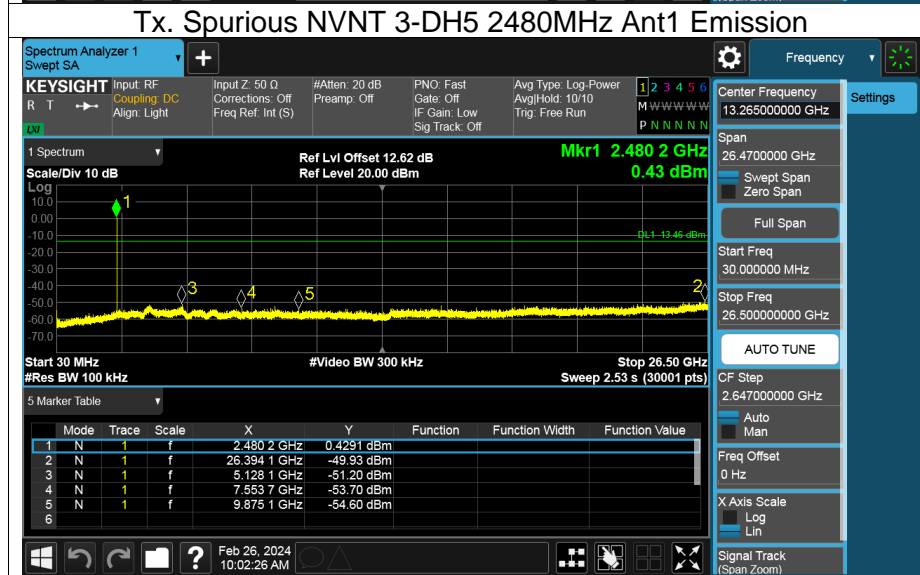 Tx. Spurious NVNT 3-DH5 2480MHz Ant1 Emission
Spectrum Analyzer 1
Swept SA
+
Frequency
KEYSIGHT Input: RF Input Z: 50 Ω #Atten: 20 dB PNO: Fast Avg Type: Log-Power 1 2 3 4 5 6
R T Coupling: DC Corrections: Off Preamp: Off Gate: Off Avg|Hold: 10/10 M W W W W W
Align: Light Freq Ref: Int (S) IF Gain: Low Trig: Free Run
LXI Sig Track: Off P N N N N N
Center Frequency
13.265000000 GHz
Settings
1 Spectrum
Ref Lvl Offset 12.62 dB
Mkr1 2.480 2 GHz
Scale/Div 10 dB Ref Level 20.00 dBm 0.43 dBm
Span
26.4700000 GHz
Swept Span
Zero Span
Full Span
Start Freq
30.000000 MHz
Stop Freq
26.500000 GHz
AUTO TUNE
CF Step
2.647000000 GHz
Auto
Man
Freq Offset
0 Hz
X Axis Scale
Log
Lin
Signal Track
(Span Zoom)
Log
10.0
0.00
-10.0
-20.0
-30.0
-40.0
-50.0
-60.0
-70.0
1
DL1 -13.46 dBm
3
4
5
2
Start 30 MHz #Video BW 300 kHz Stop 26.50 GHz
#Res BW 100 kHz Sweep 2.53 s (30001 pts)
5 Marker Table
Mode Trace Scale X Y Function Function Width Function Value
1 N 1 f 2.480 2 GHz 0.4291 dBm
2 N 1 f 26.394 1 GHz -49.93 dBm
3 N 1 f 5.128 1 GHz -51.20 dBm
4 N 1 f 7.553 7 GHz -53.70 dBm
5 N 1 f 9.875 1 GHz -54.60 dBm
6
?
Feb 26, 2024
10:02:26 AM